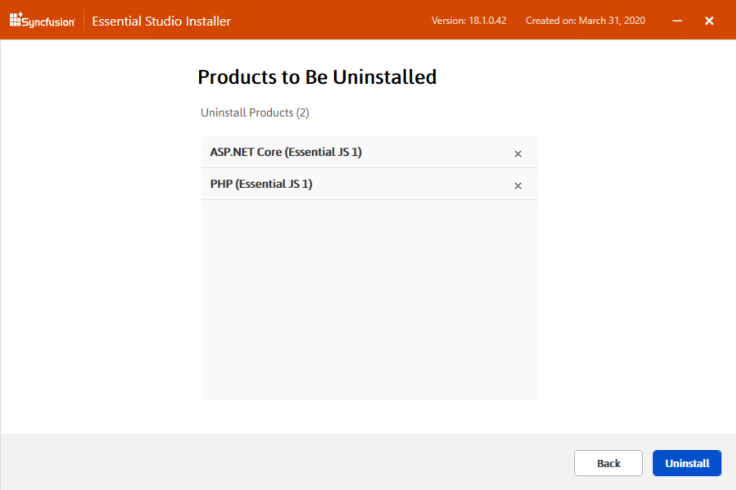 Syncfusion Essential Studio Installer Version: 18.1.0.42 Created on: March 31, 2020
Products to Be Uninstalled
Uninstall Products (2)
ASP.NET Core (Essential JS 1)
PHP (Essential JS 1)
Back Uninstall